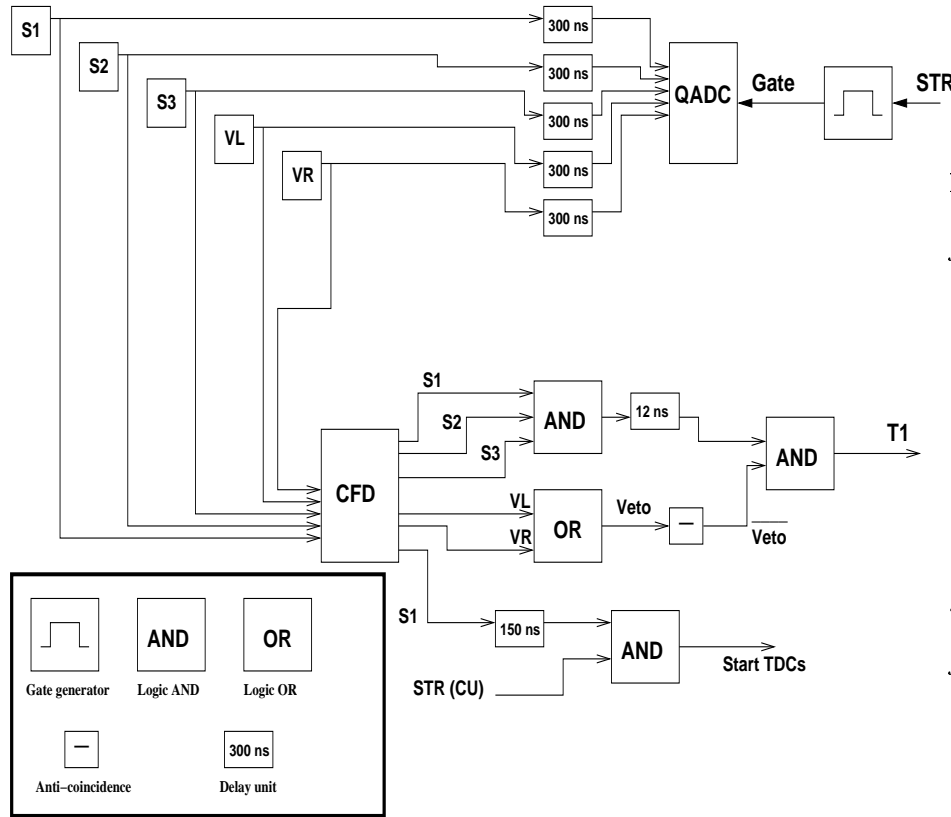 S1
300 ns
S2
300 ns
QADC
Gate
STR
S3
300 ns
VL
300 ns
VR
300 ns
S1
S2
S3
AND
12 ns
AND
T1
CFD
VL
VR
OR
Veto
−
Veto
S1
150 ns
AND
Start TDCs
STR (CU)
AND
OR
Gate generator
Logic AND
Logic OR
−
300 ns
Anti−coincidence
Delay unit